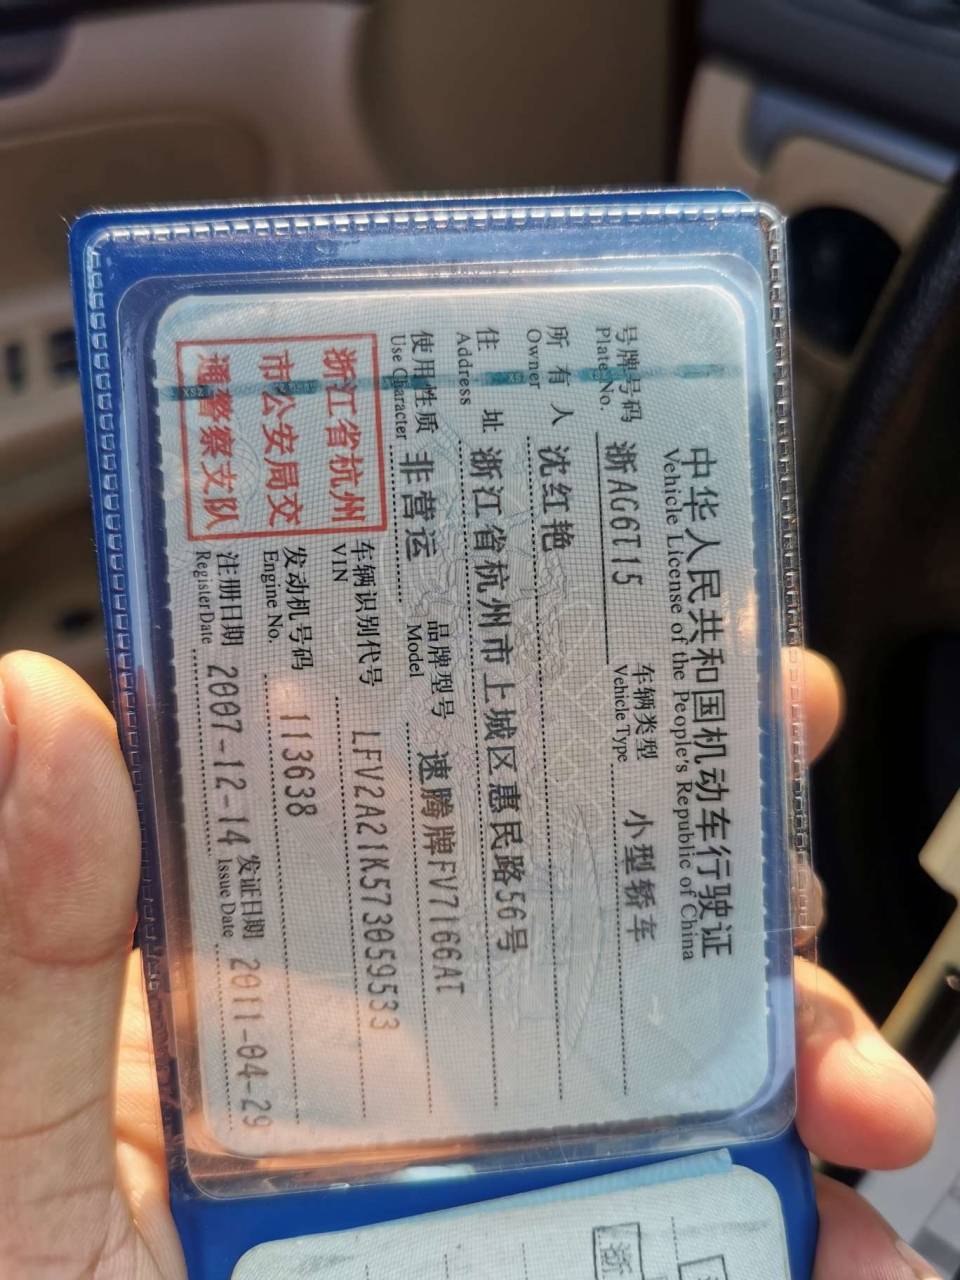 中华人民共和国机动车行驶证
Vehicle License of the People's Republic of China
号牌号码 浙AG6T15 车辆类型 小型轿车
Plate No. Vehicle Type
所有人 沈红艳
Owner
住址 浙江省杭州市上城区惠民路56号
Address
使用性质 非营运 品牌型号 速腾牌FV7166AT
Use Character Model
浙江省杭州
市公安局交
通警察支队
车辆识别代号 LFV2A21K573059533
VIN
发动机号码 113638
Engine No.
注册日期 2007-12-14 发证日期 2011-04-29
Register Date Issue Date
浙